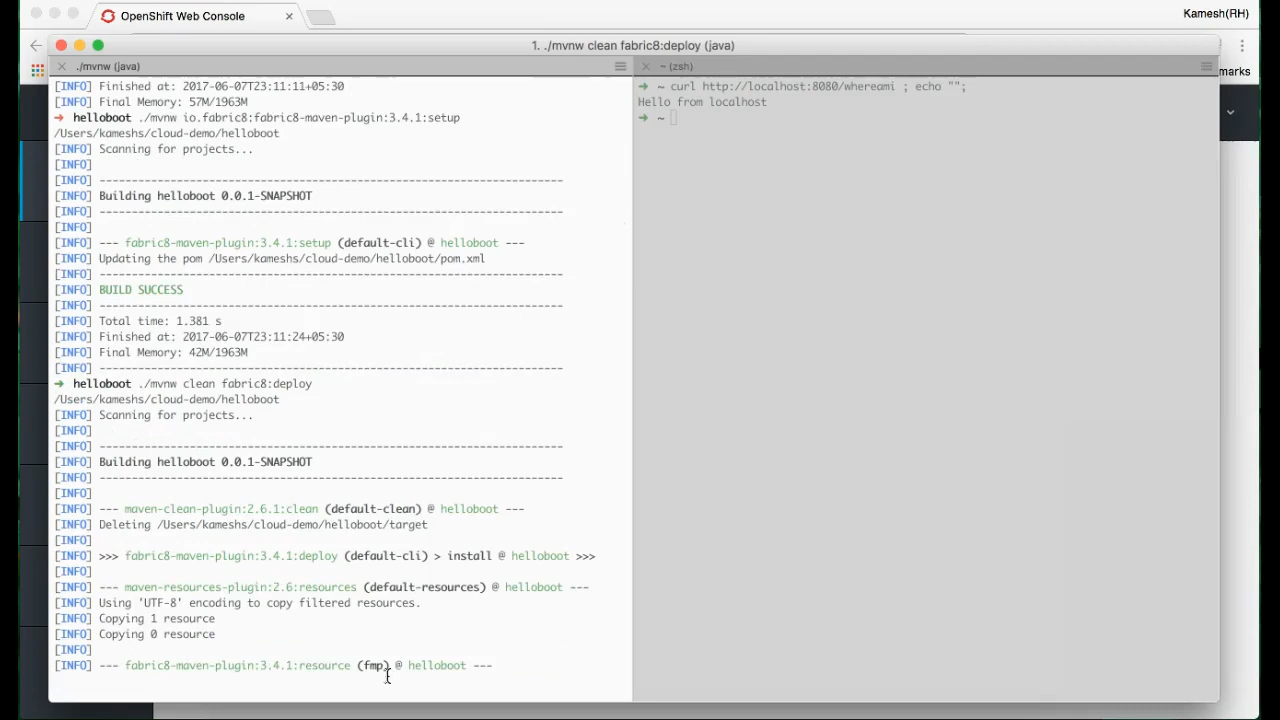 OpenShift Web Console
Kamesh(RH)
1. ./mvnw clean fabric8:deploy (java)
marks
./mvnw (java)
[INFO] Finished at: 2017-06-07T23:11:11+05:30
[INFO] Final Memory: 57M/1963M
➜ helloboot ./mvnw io.fabric8:fabric8-maven-plugin:3.4.1:setup
/Users/kameshs/cloud-demo/helloboot
[INFO] Scanning for projects...
[INFO]
[INFO] ------------------------------------------------------------------------
[INFO] Building helloboot 0.0.1-SNAPSHOT
[INFO] ------------------------------------------------------------------------
[INFO]
[INFO] --- fabric8-maven-plugin:3.4.1:setup (default-cli) @ helloboot ---
[INFO] Updating the pom /Users/kameshs/cloud-demo/helloboot/pom.xml
[INFO] ------------------------------------------------------------------------
[INFO] BUILD SUCCESS
[INFO] ------------------------------------------------------------------------
[INFO] Total time: 1.381 s
[INFO] Finished at: 2017-06-07T23:11:24+05:30
[INFO] Final Memory: 42M/1963M
[INFO] ------------------------------------------------------------------------
➜ helloboot ./mvnw clean fabric8:deploy
/Users/kameshs/cloud-demo/helloboot
[INFO] Scanning for projects...
[INFO]
[INFO] ------------------------------------------------------------------------
[INFO] Building helloboot 0.0.1-SNAPSHOT
[INFO] ------------------------------------------------------------------------
[INFO]
[INFO] --- maven-clean-plugin:2.6.1:clean (default-clean) @ helloboot ---
[INFO] Deleting /Users/kameshs/cloud-demo/helloboot/target
[INFO]
[INFO] >>> fabric8-maven-plugin:3.4.1:deploy (default-cli) > install @ helloboot >>>
[INFO]
[INFO] --- maven-resources-plugin:2.6:resources (default-resources) @ helloboot ---
[INFO] Using 'UTF-8' encoding to copy filtered resources.
[INFO] Copying 1 resource
[INFO] Copying 0 resource
[INFO]
[INFO] --- fabric8-maven-plugin:3.4.1:resource (fmp) @ helloboot ---
~ (zsh)
➜ ~ curl http://localhost:8080/whereami ; echo "";
Hello from localhost
➜ ~